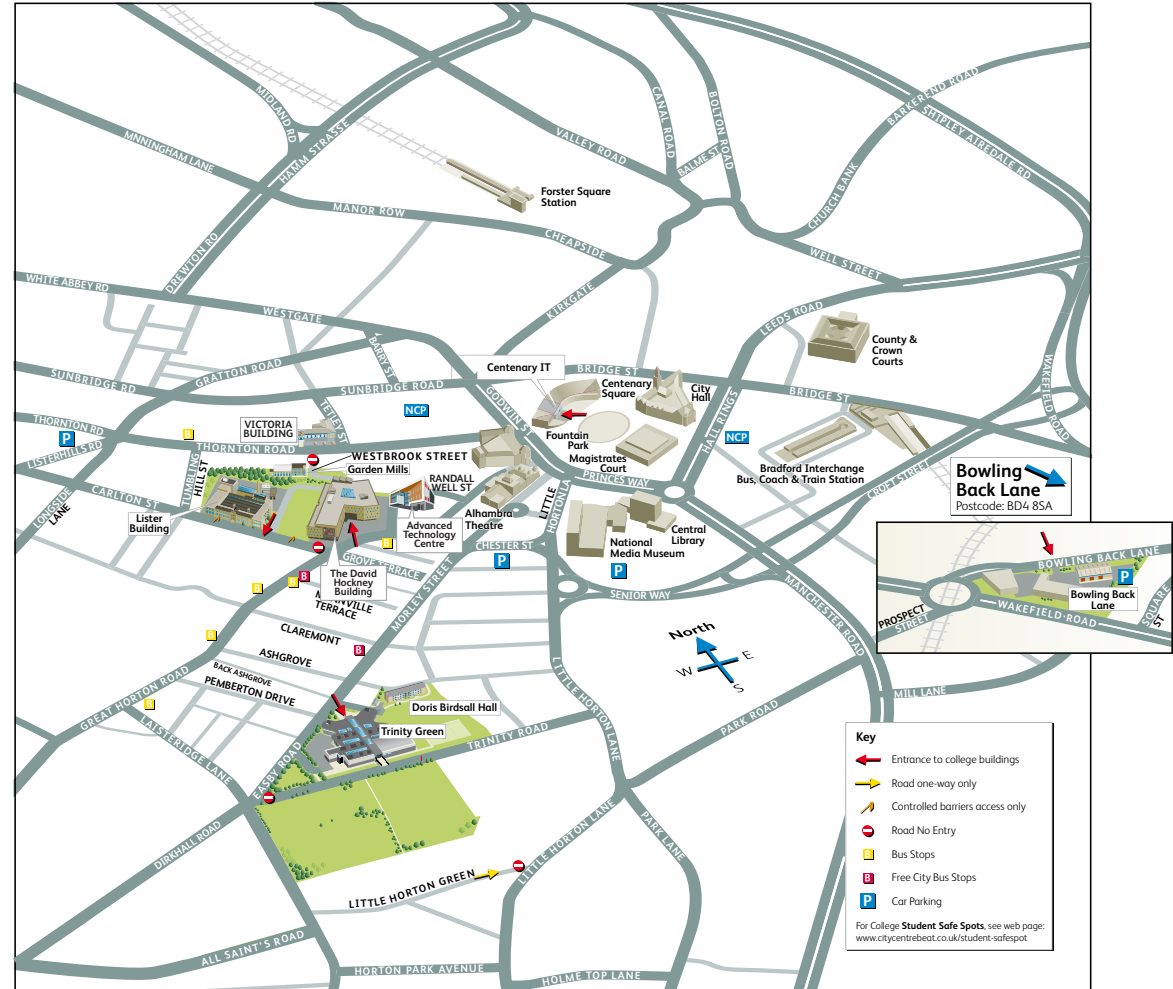 MIDLAND RD
HAMM STRASSE
MNNINGHAM LANE
VALLEY ROAD
CANAL ROAD
BOLTON ROAD
BALME ST
BARKEREND ROAD
SHIPLEY AIREDALE RD
CHURCH BANK
Forster Square
Station
MANOR ROW
CHEAPSIDE
WELL STREET
DREWTON RD
WHITE ABBEY RD
WESTGATE
KIRKGATE
LEEDS ROAD
County &
Crown
Courts
WAKEFIELD ROAD
BARRY ST
GRATTON ROAD
SUNBRIDGE RD
SUNBRIDGE ROAD
Centenary IT
BRIDGE ST
Centenary
Square
City
Hall
BRIDGE ST
GODWIN ST
HALL RINGS
TETLEY ST
NCP
THORNTON RD
P
LISTERHILLS RD
B
VICTORIA
BUILDING
THORNTON ROAD
WESTBROOK STREET
Garden Mills
Fountain
Park
Magistrates
Court
NCP
Bradford Interchange
Bus, Coach & Train Station
CROFT STREET
Bowling
Back Lane
Postcode: BD4 8SA
LONGSIDE
LANE
CARLTON ST
TUMBLING
HILL ST
RANDALL
WELL ST
PRINCES WAY
LITTLE
HORTON LA
Lister
Building
Advanced
Technology
Centre
Alhambra
Theatre
National
Media Museum
Central
Library
B
GROVE TERRACE
CHESTER ST
P
P
The David
Hockney
Building
B
B
B
VILLE
TERRACE
MORLEY STREET
SENIOR WAY
MANCHESTER ROAD
BOWLING BACK LANE
P
Bowling Back
Lane
WAKEFIELD ROAD
PROSPECT
STREET
SQUARE
ST
B
CLAREMONT
B
ASHGROVE
BACK ASHGROVE
PEMBERTON DRIVE
North
W
E
S
GREAT HORTON ROAD
B
LAISTERIDGE LANE
Doris Birdsall Hall
Trinity Green
TRINITY ROAD
LITTLE HORTON LANE
PARK ROAD
MILL LANE
EASBY ROAD
DIRKHALL ROAD
LITTLE HORTON LANE
PARK LANE
LITTLE HORTON GREEN
ALL SAINT'S ROAD
HORTON PARK AVENUE
HOLME TOP LANE
Key
Entrance to college buildings
Road one-way only
Controlled barriers access only
Road No Entry
B Bus Stops
B Free City Bus Stops
P Car Parking
For College Student Safe Spots, see web page:
www.citycentrebeat.co.uk/student-safespot